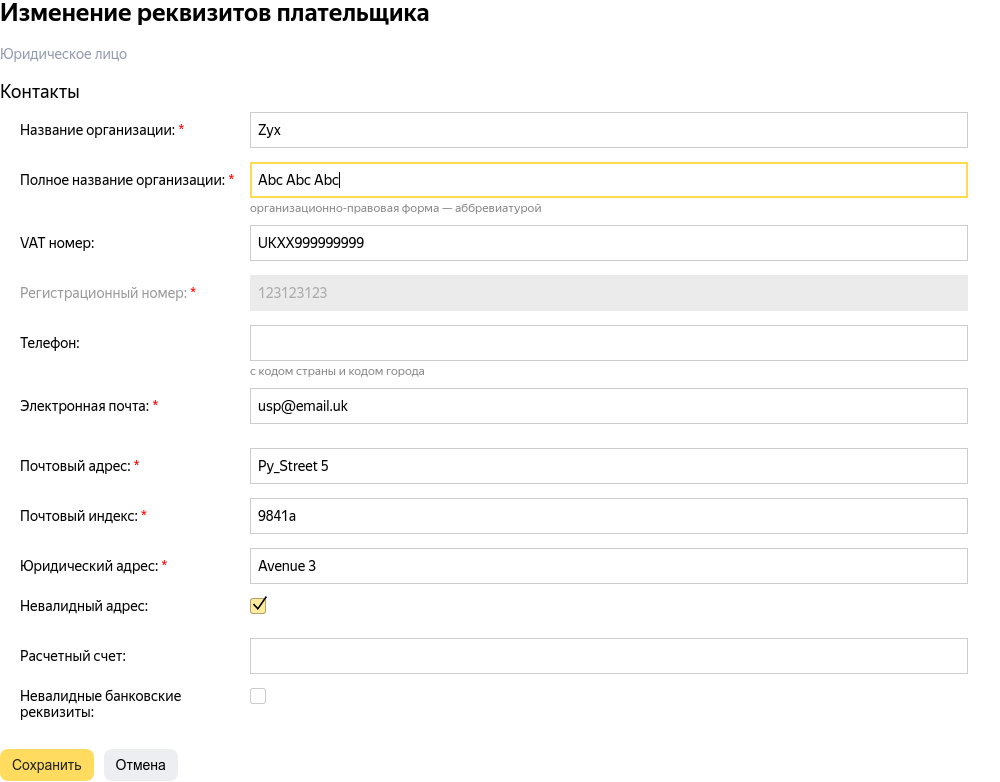 Изменение реквизитов плательщика
Юридическое лицо
Контакты
Название организации: * Zyx
Полное название организации: * Abc Abc Abc
организационно-правовая форма — аббревиатурой
VAT номер: UKXX999999999
Регистрационный номер: * 123123123
Телефон:
с кодом страны и кодом города
Электронная почта: * usp@email.uk
Почтовый адрес: * Py_Street 5
Почтовый индекс: * 9841a
Юридический адрес: * Avenue 3
Невалидный адрес:
Расчетный счет:
Невалидные банковские
реквизиты:
Сохранить Отмена